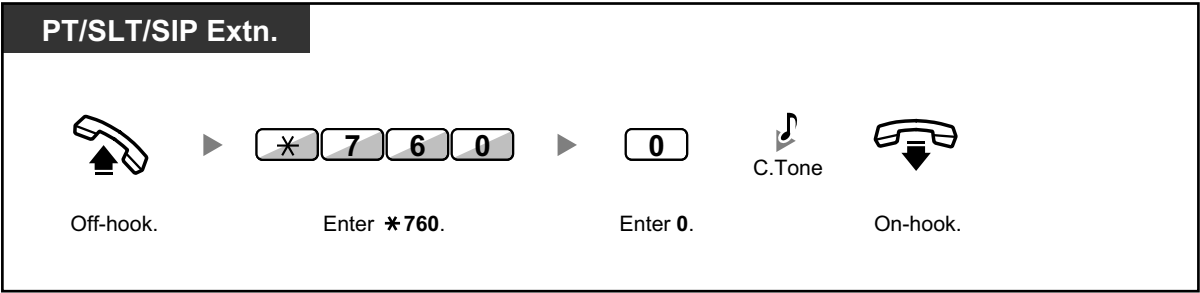 PT/SLT/SIP Extn.
* 7 6 0 0
C.Tone
Off-hook. Enter *760. Enter 0. On-hook.